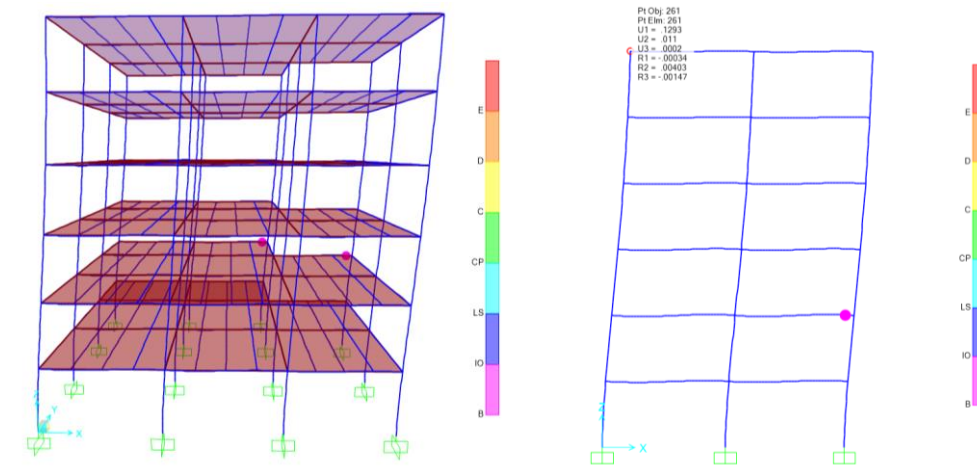 E
D
C
CP
LS
IO
B
Z
Y
X
Pt Obj: 261
Pt Elm: 261
U1 = .1293
U2 = .011
U3 = .0002
R1 = -.00034
R2 = .00403
R3 = -.00147
Z
X
E
D
C
CP
LS
IO
B